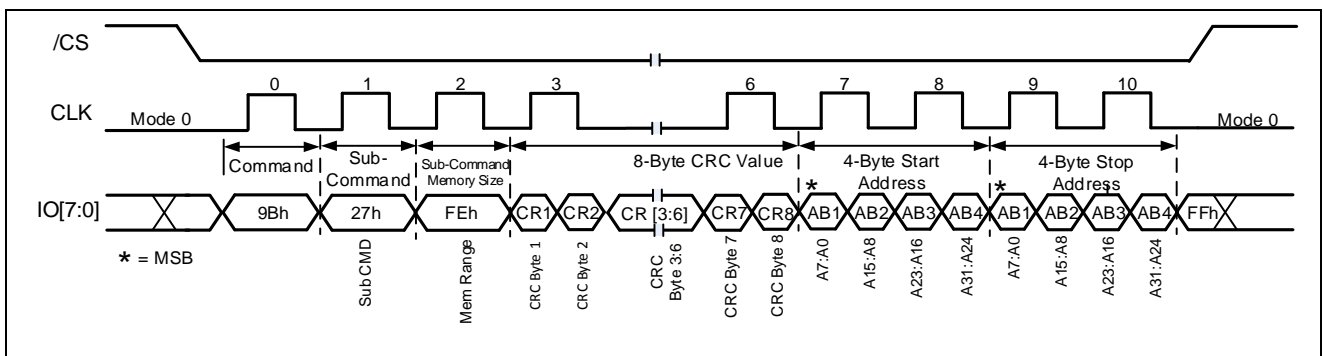 /CS
0 1 2 3 6 7 8 9 10
CLK Mode 0 Mode 0
Command Sub-Command Sub-Command Memory Size 8-Byte CRC Value 4-Byte Start Address 4-Byte Stop Address
* *
IO[7:0] 9Bh 27h FEh CR1 CR2 CR [3:6] CR7 CR8 AB1 AB2 AB3 AB4 AB1 AB2 AB3 AB4 FFh
* = MSB
Sub CMD
Mem Range
CRC Byte 1
CRC Byte 2
CRC Byte 3:6
CRC Byte 7
CRC Byte 8
A7:A0
A15:A8
A23:A16
A31:A24
A7:A0
A15:A8
A23:A16
A31:A24